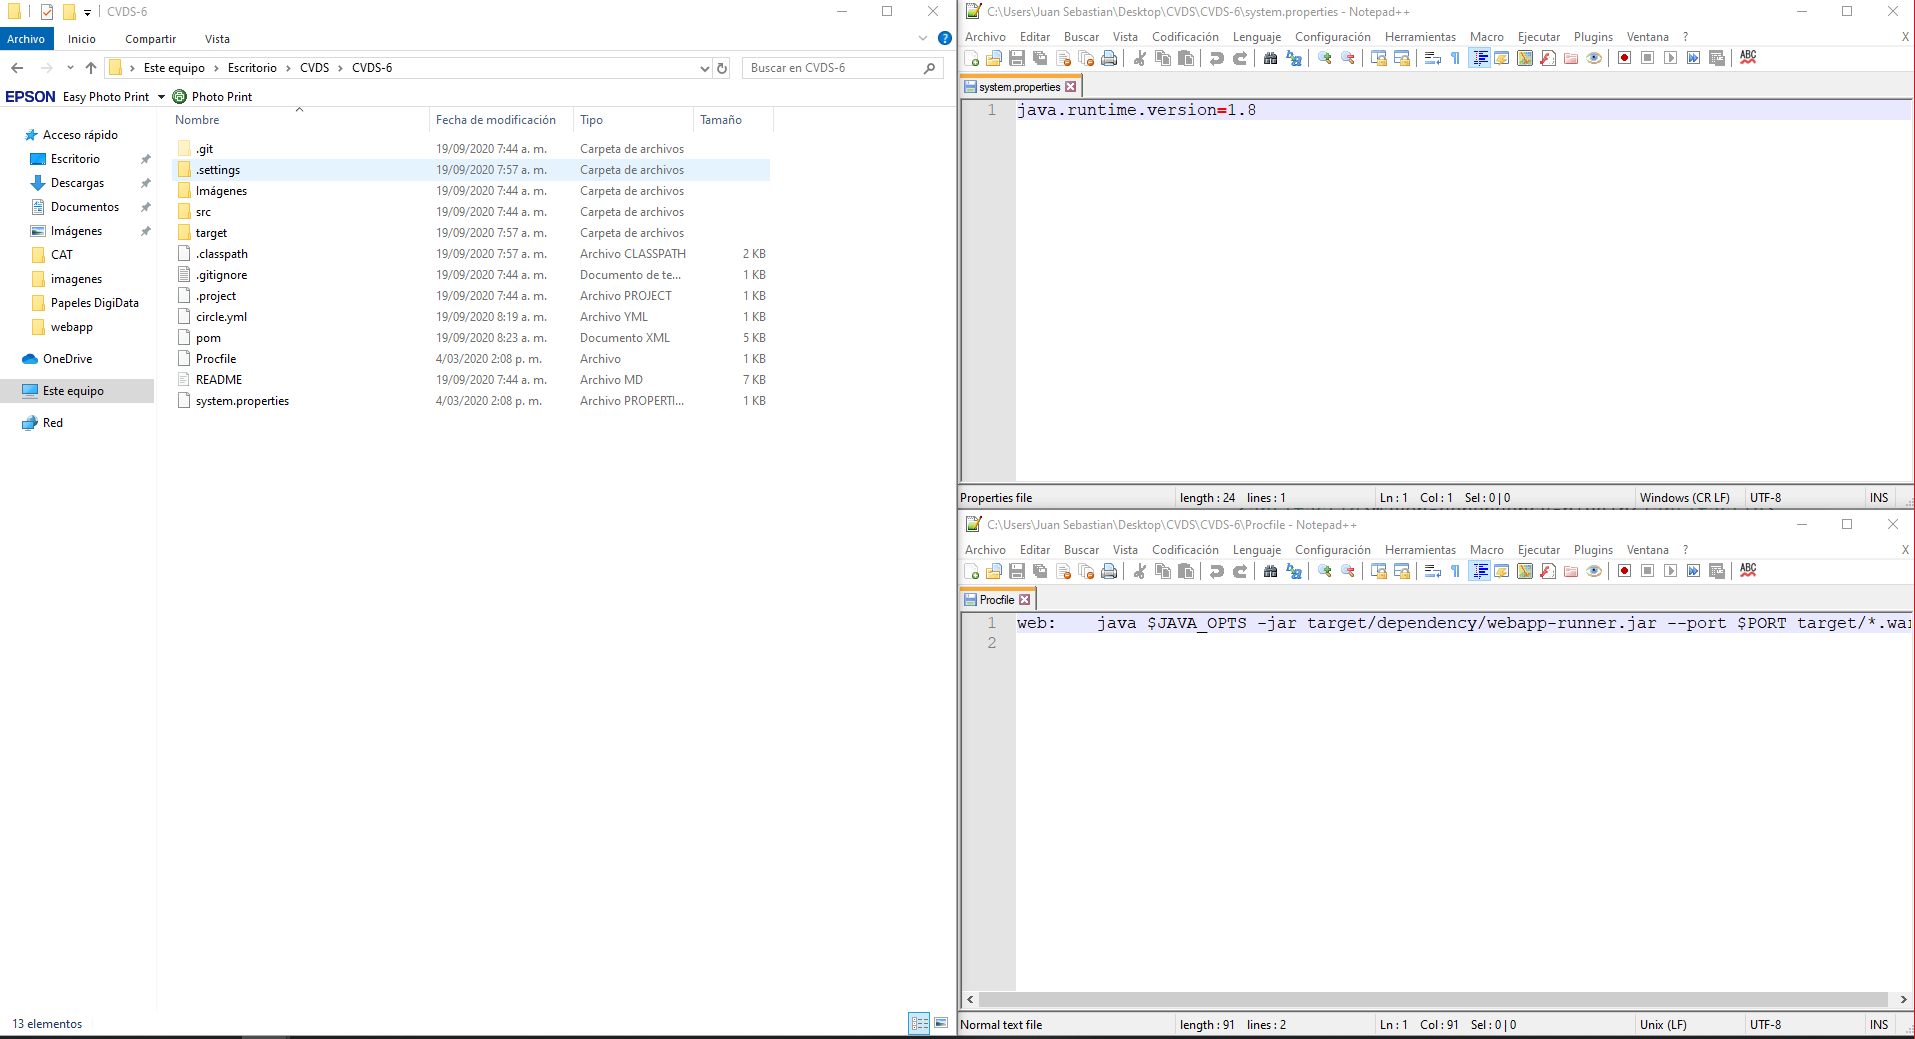 CVDS-6
Archivo Inicio Compartir Vista
Este equipo > Escritorio > CVDS > CVDS-6
Buscar en CVDS-6
EPSON Easy Photo Print Photo Print
Nombre Fecha de modificación Tipo Tamaño
.git 19/09/2020 7:44 a. m. Carpeta de archivos
.settings 19/09/2020 7:57 a. m. Carpeta de archivos
Imágenes 19/09/2020 7:44 a. m. Carpeta de archivos
src 19/09/2020 7:44 a. m. Carpeta de archivos
target 19/09/2020 7:57 a. m. Carpeta de archivos
.classpath 19/09/2020 7:57 a. m. Archivo CLASSPATH 2 KB
.gitignore 19/09/2020 7:44 a. m. Documento de te... 1 KB
.project 19/09/2020 7:44 a. m. Archivo PROJECT 1 KB
circle.yml 19/09/2020 8:19 a. m. Archivo YML 1 KB
pom 19/09/2020 8:23 a. m. Documento XML 5 KB
Procfile 4/03/2020 2:08 p. m. Archivo 1 KB
README 19/09/2020 7:44 a. m. Archivo MD 7 KB
system.properties 4/03/2020 2:08 p. m. Archivo PROPERTI... 1 KB
Acceso rápido
Escritorio
Descargas
Documentos
Imágenes
CAT
imagenes
Papeles DigiData
webapp
OneDrive
Este equipo
Red
13 elementos
C:\Users\Juan Sebastian\Desktop\CVDS\CVDS-6\system.properties - Notepad++
Archivo Editar Buscar Vista Codificación Lenguaje Configuración Herramientas Macro Ejecutar Plugins Ventana ? X
ABC
system.properties
1 java.runtime.version=1.8
Properties file length : 24 lines : 1 Ln : 1 Col : 1 Sel : 0 | 0 Windows (CR LF) UTF-8 INS
C:\Users\Juan Sebastian\Desktop\CVDS\CVDS-6\Procfile - Notepad++
Archivo Editar Buscar Vista Codificación Lenguaje Configuración Herramientas Macro Ejecutar Plugins Ventana ? X
ABC
Procfile
1 web: java $JAVA_OPTS -jar target/dependency/webapp-runner.jar --port $PORT target/*.war
2
Normal text file length : 91 lines : 2 Ln : 1 Col : 91 Sel : 0 | 0 Unix (LF) UTF-8 INS